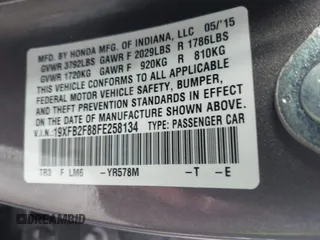 MFD. BY HONDA MFG. OF INDIANA, LLC 05/15
GVWR 3792LBS GAWR F 2029LBS R 1786LBS
GVWR 1720KG GAWR F 920KG R 810KG
THIS VEHICLE CONFORMS TO ALL APPLICABLE
FEDERAL MOTOR VEHICLE SAFETY, BUMPER,
AND THEFT PREVENTION STANDARDS IN EFFECT
ON THE DATE OF MANUFACTURE SHOWN ABOVE.
V.I.N.: 19XFB2F88FE258134 TYPE: PASSENGER CAR
TR3 F LM6 -YR578M -T -E
DREAMBID